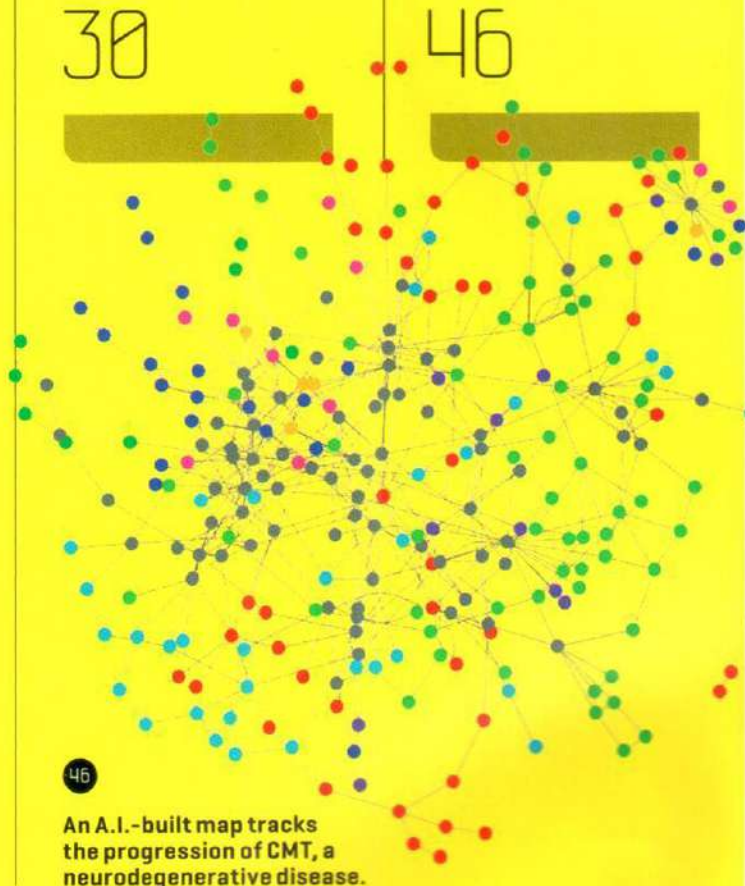 30
46
46
An A.I.-built map tracks
the progression of CMT, a
neurodegenerative disease.